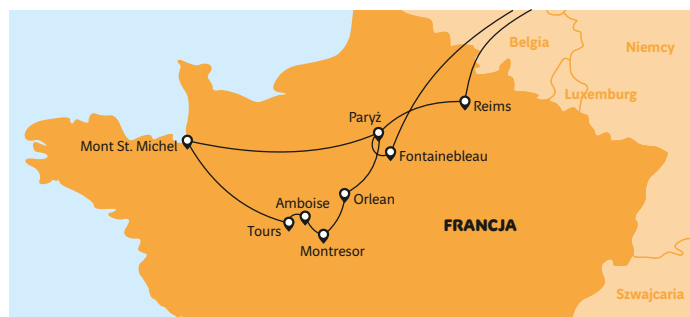 Belgia
Niemcy
Luxemburg
Reims
Paryż
Mont St. Michel
Fontainebleau
Orlean
Amboise
Tours
FRANCJA
Montresor
Szwajcaria